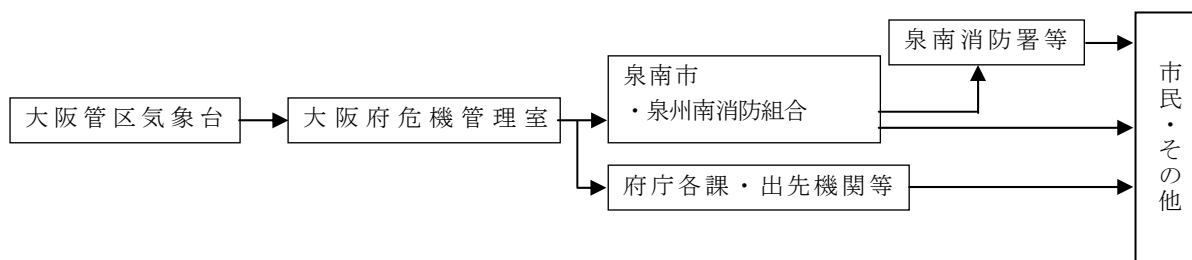 大阪管区気象台
大阪府危機管理室
泉南市
・泉州南消防組合
泉南消防署等
府庁各課・出先機関等
市民・その他